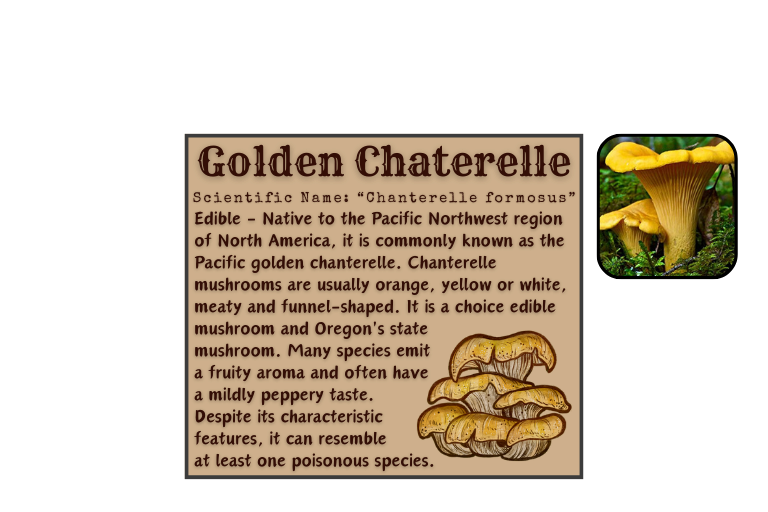 Golden Chaterelle
Scientific Name: “Chanterelle formosus”
Edible - Native to the Pacific Northwest region
of North America, it is commonly known as the
Pacific golden chanterelle. Chanterelle
mushrooms are usually orange, yellow or white,
meaty and funnel-shaped. It is a choice edible
mushroom and Oregon's state
mushroom. Many species emit
a fruity aroma and often have
a mildly peppery taste.
Despite its characteristic
features, it can resemble
at least one poisonous species.